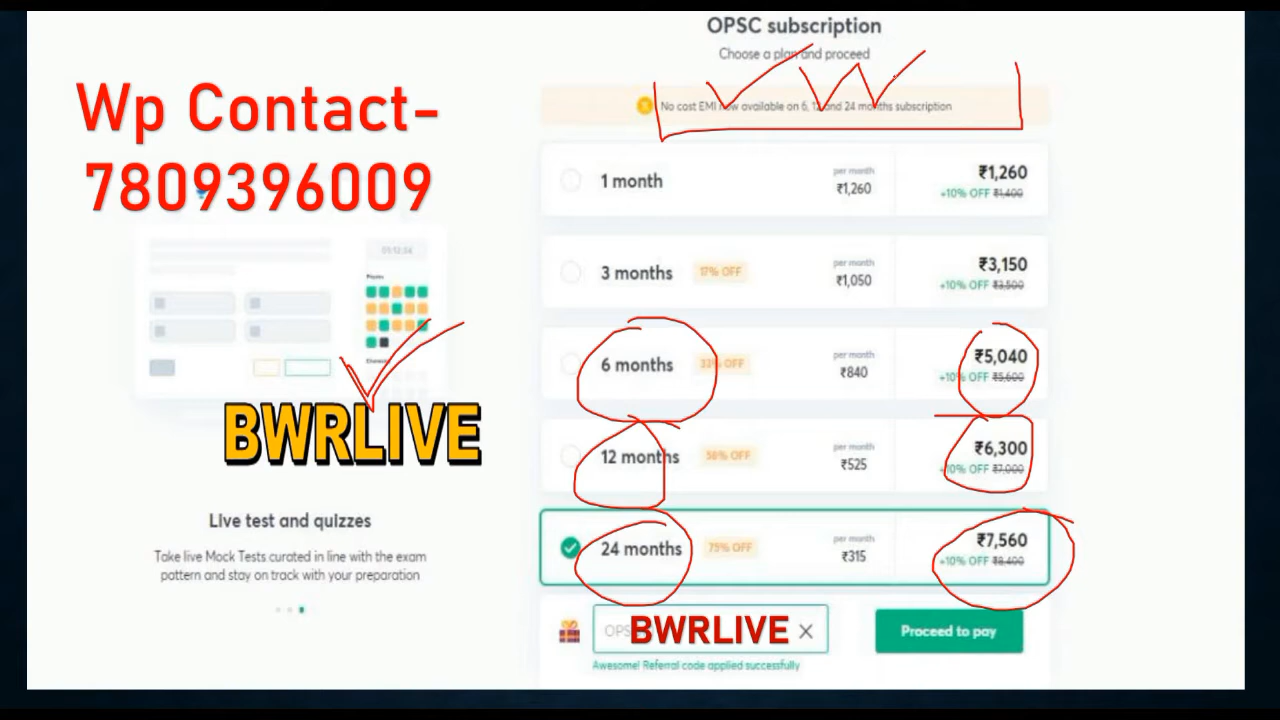 OPSC subscription
Choose a plan and proceed
No cost EMI now available on 6, 12 and 24 months subscription
Wp Contact-
7809396009
1 month
per month
₹1,260
₹1,260
+10% OFF ₹1,400
3 months
17% OFF
per month
₹1,050
₹3,150
+10% OFF ₹3,500
6 months
33% OFF
per month
₹840
₹5,040
+10% OFF ₹5,600
12 months
58% OFF
per month
₹525
₹6,300
+10% OFF ₹7,000
24 months
75% OFF
per month
₹315
₹7,560
+10% OFF ₹8,400
BWRLIVE
Live test and quizzes
Take live Mock Tests curated in line with the exam
pattern and stay on track with your preparation
OPS
BWRLIVE
Proceed to pay
Awesome! Referral code applied successfully